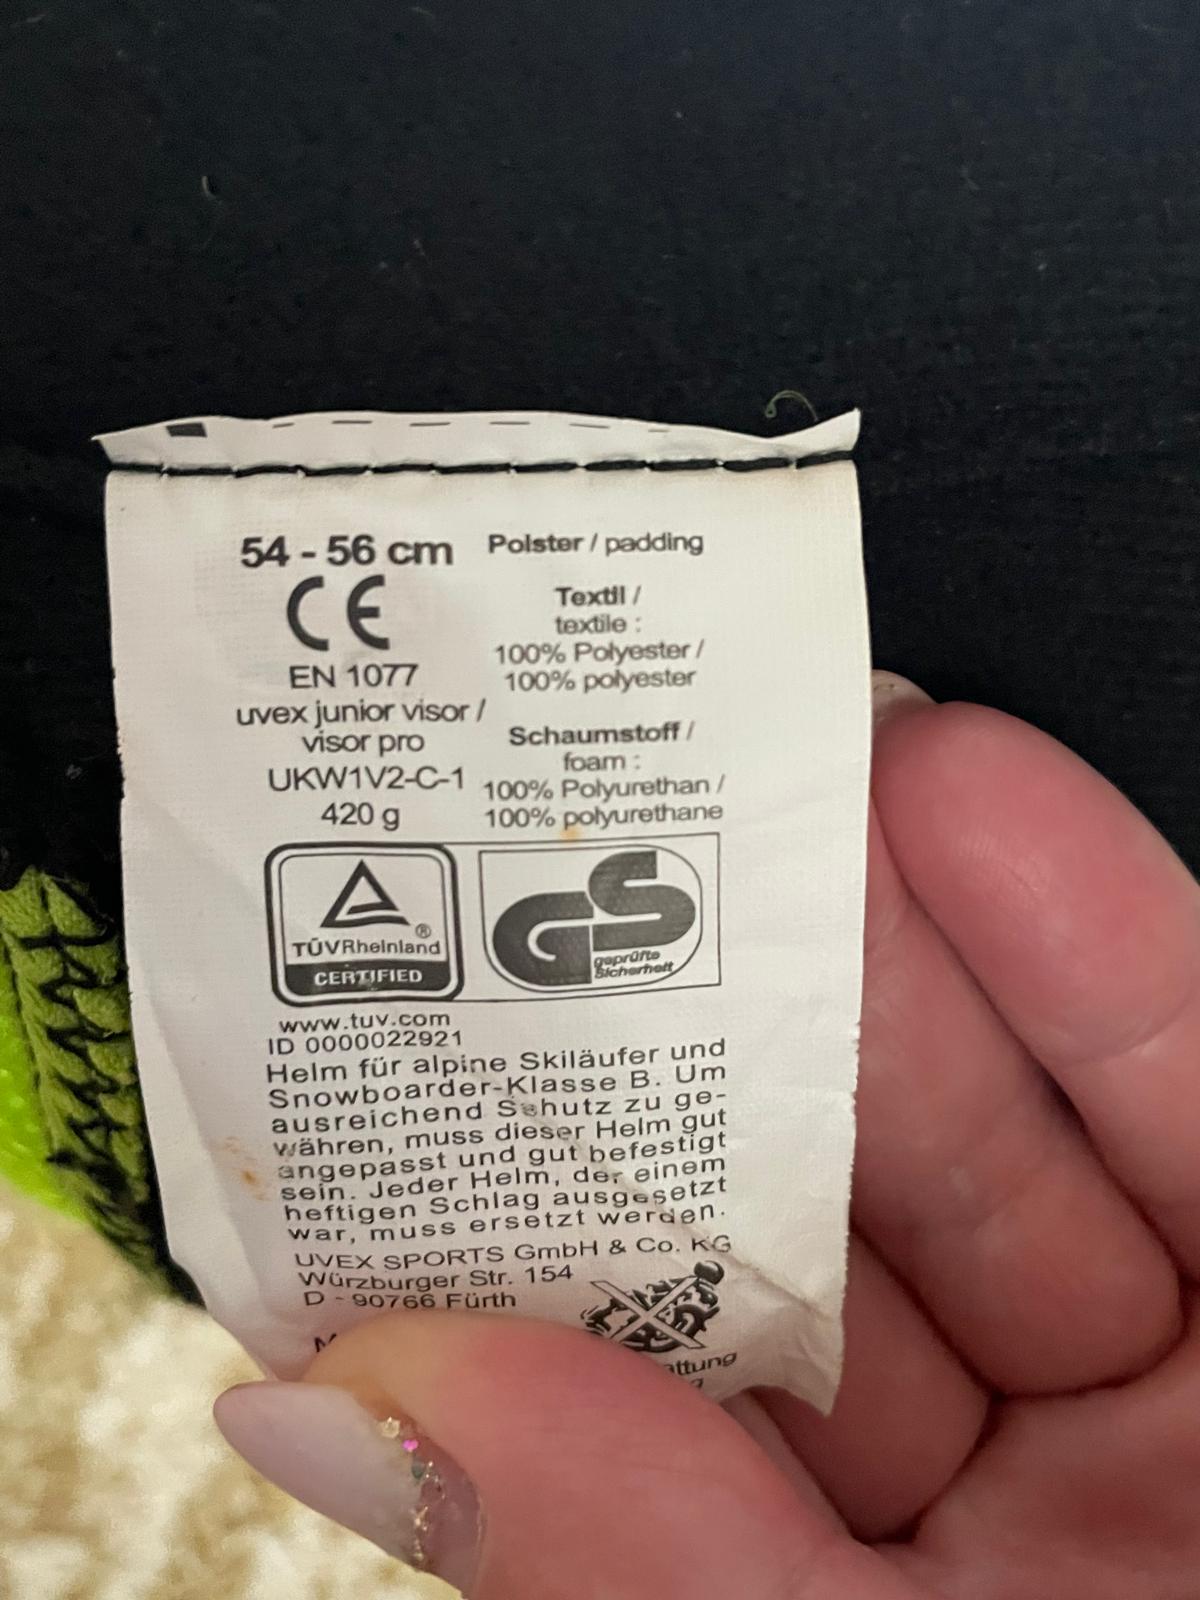 54 - 56 cm
CE
EN 1077
uvex junior visor /
visor pro
UKW1V2-C-1
420 g
Polster / padding
Textil /
textile :
100% Polyester /
100% polyester
Schaumstoff /
foam :
100% Polyurethan /
100% polyurethane
TÜVRheinland
®
CERTIFIED
GS
geprüfte
Sicherheit
www.tuv.com
ID 0000022921
Helm für alpine Skiläufer und
Snowboarder-Klasse B. Um
ausreichend Schutz zu ge-
währen, muss dieser Helm gut
angepasst und gut befestigt
sein. Jeder Helm, der einem
heftigen Schlag ausgesetzt
war, muss ersetzt werden.
UVEX SPORTS GmbH & Co. KG
Würzburger Str. 154
D - 90766 Fürth